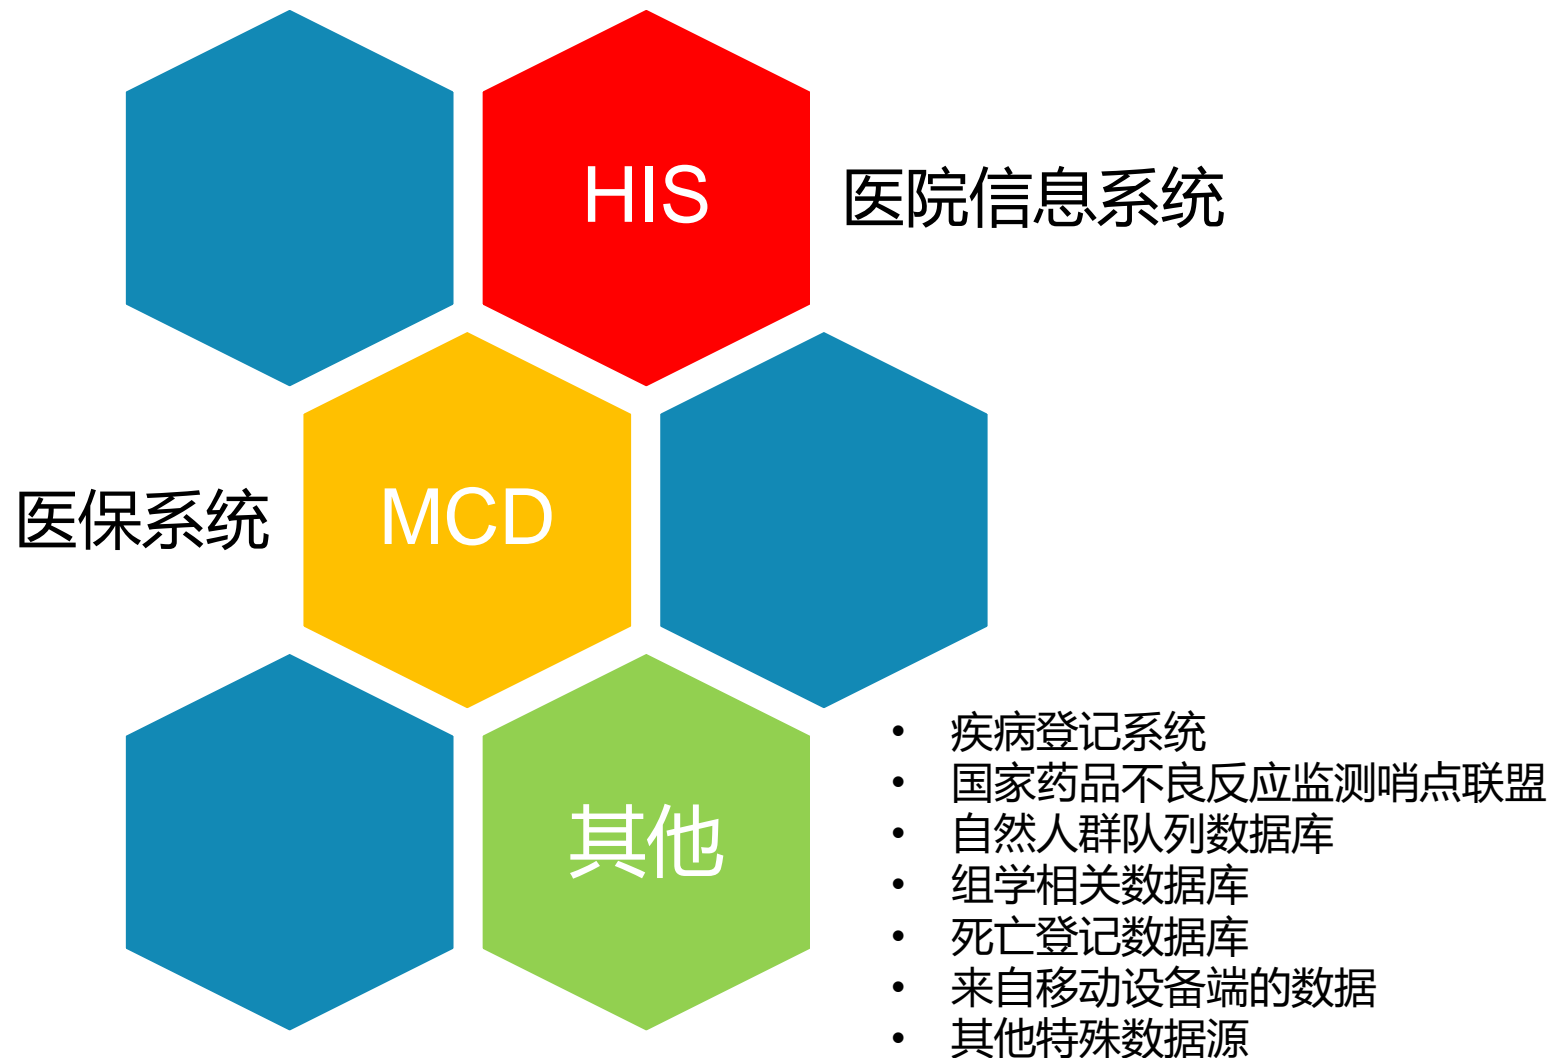 HIS
医院信息系统
医保系统
MCD
其他
• 疾病登记系统
• 国家药品不良反应监测哨点联盟
• 自然人群队列数据库
• 组学相关数据库
• 死亡登记数据库
• 来自移动设备端的数据
• 其他特殊数据源